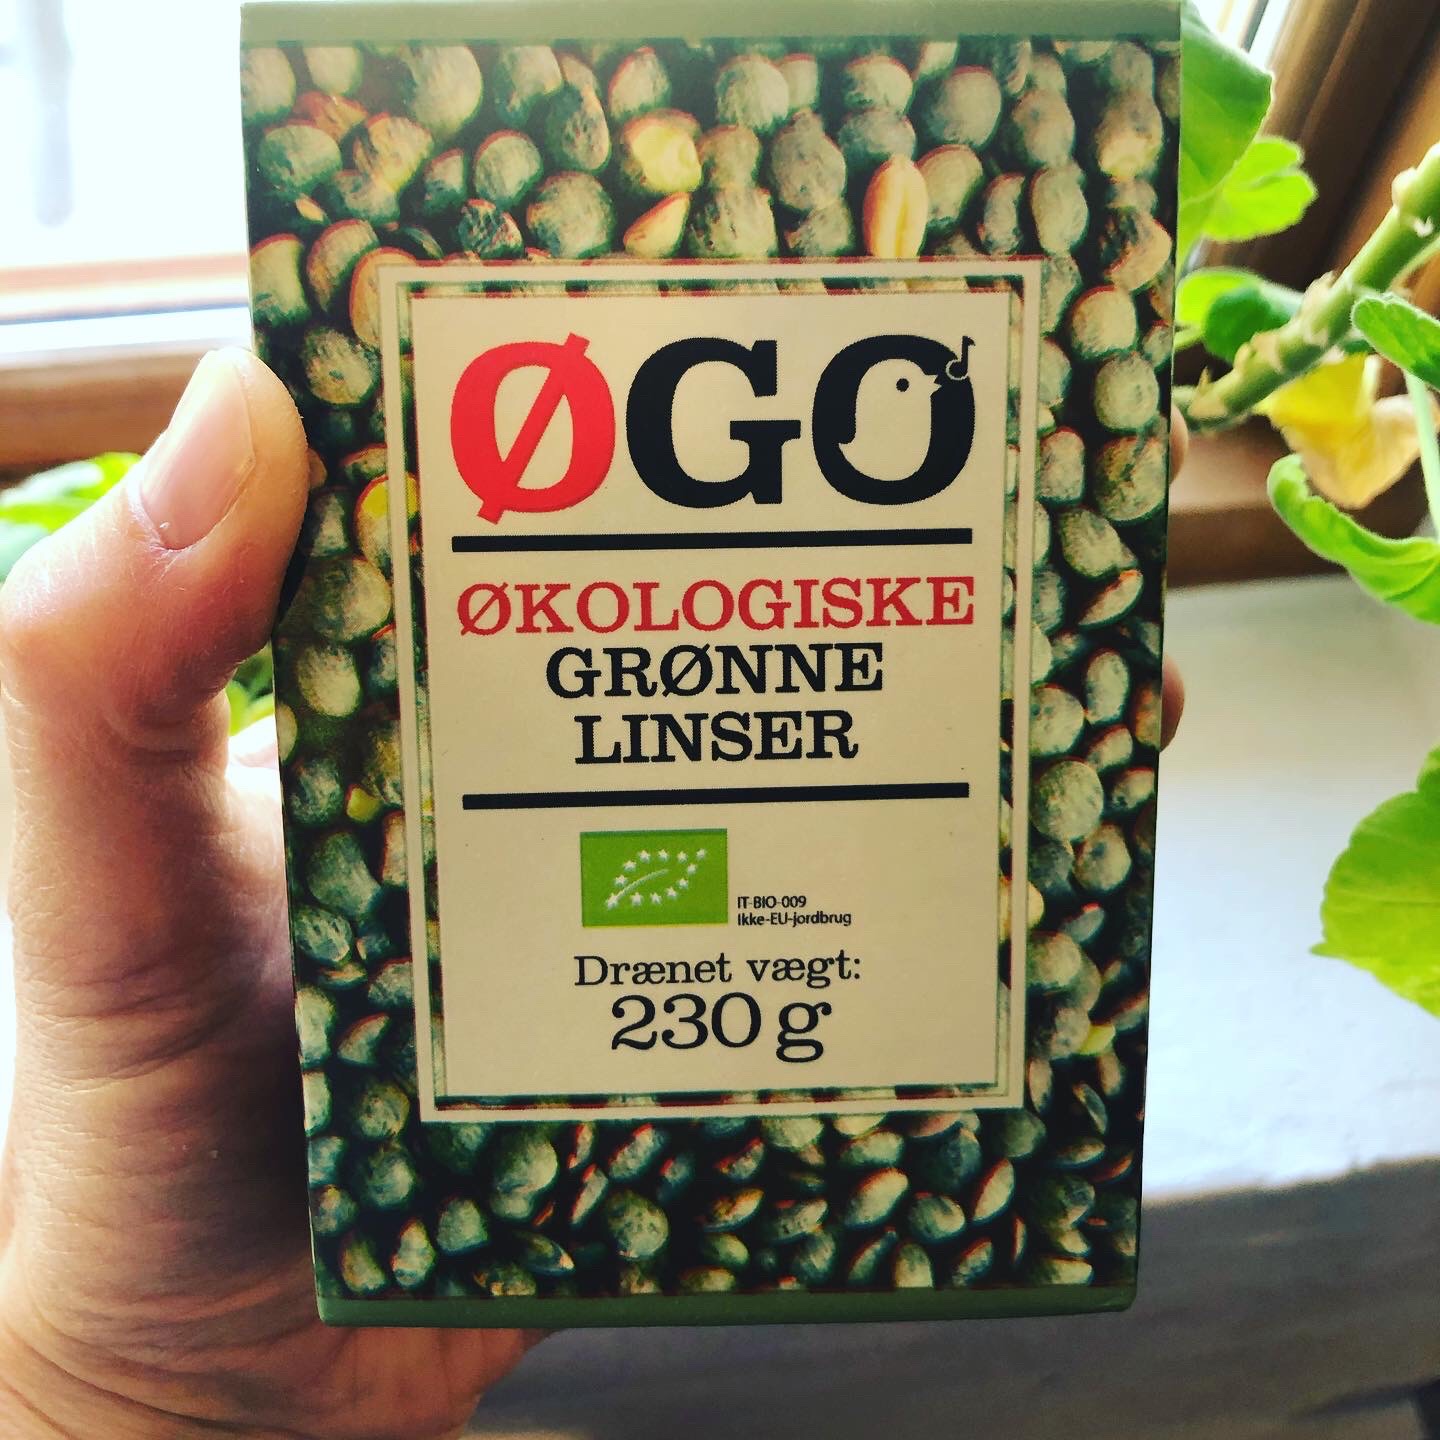 ØGO
ØKOLOGISKE
GRØNNE
LINSER
IT-BIO-009
Ikke-EU-jordbrug
Drænet vægt:
230 g